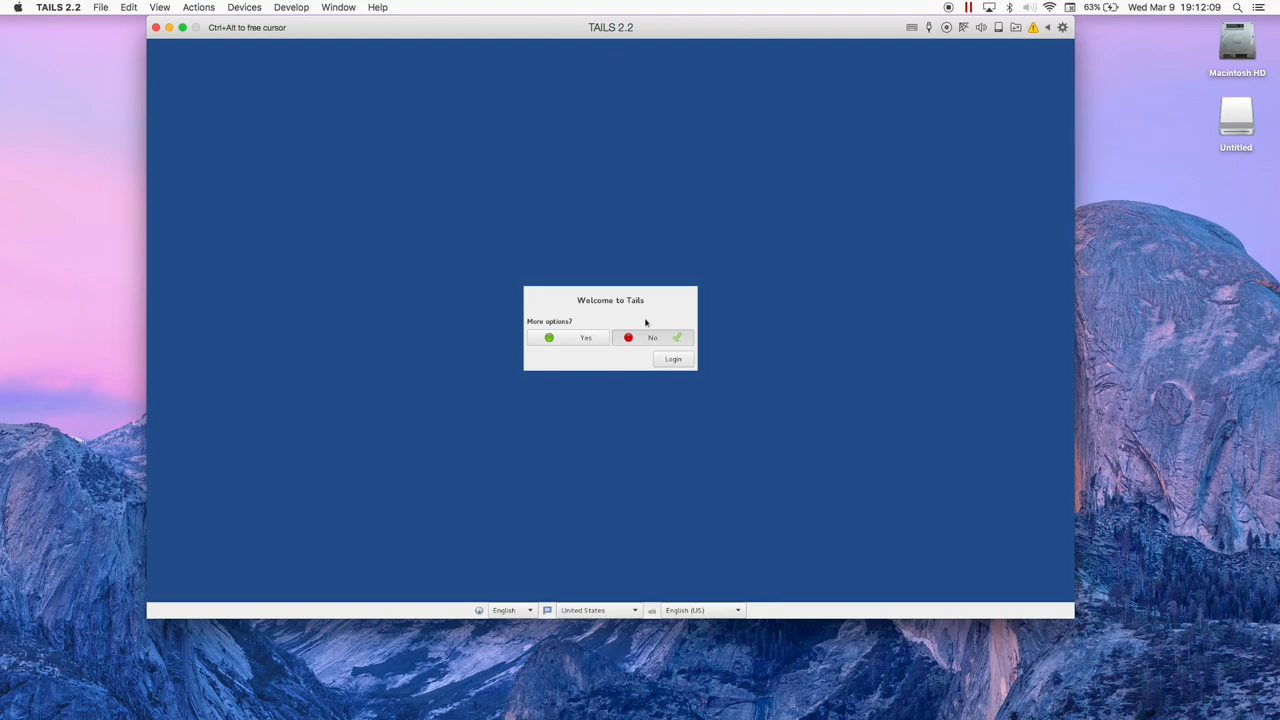 TAILS 2.2 File Edit View Actions Devices Develop Window Help 63% Wed Mar 9 19:12:09
Ctrl+Alt to free cursor TAILS 2.2
Macintosh HD
Untitled
Welcome to Tails
More options?
Yes No
Login
English United States English (US)